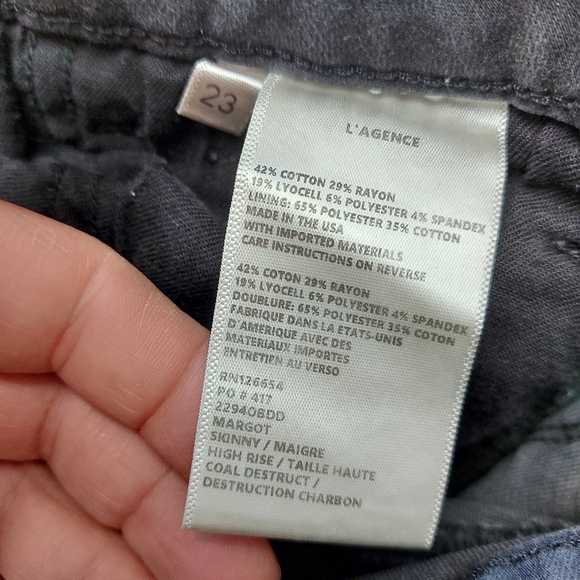 23
L'AGENCE
42% COTTON 29% RAYON
19% LYOCELL 6% POLYESTER 4% SPANDEX
LINING: 65% POLYESTER 35% COTTON
MADE IN THE USA
WITH IMPORTED MATERIALS
CARE INSTRUCTIONS ON REVERSE
42% COTON 29% RAYON
19% LYOCELL 6% POLYESTER 4% SPANDEX
DOUBLURE: 65% POLYESTER 35% COTON
FABRIQUE DANS LA ETATS-UNIS
D'AMERIQUE AVEC DES
MATERIAUX IMPORTES
ENTRETIEN AU VERSO
RN126654
PO # 417
2294OBDD
MARGOT
SKINNY / MAIGRE
HIGH RISE / TAILLE HAUTE
COAL DESTRUCT /
DESTRUCTION CHARBON